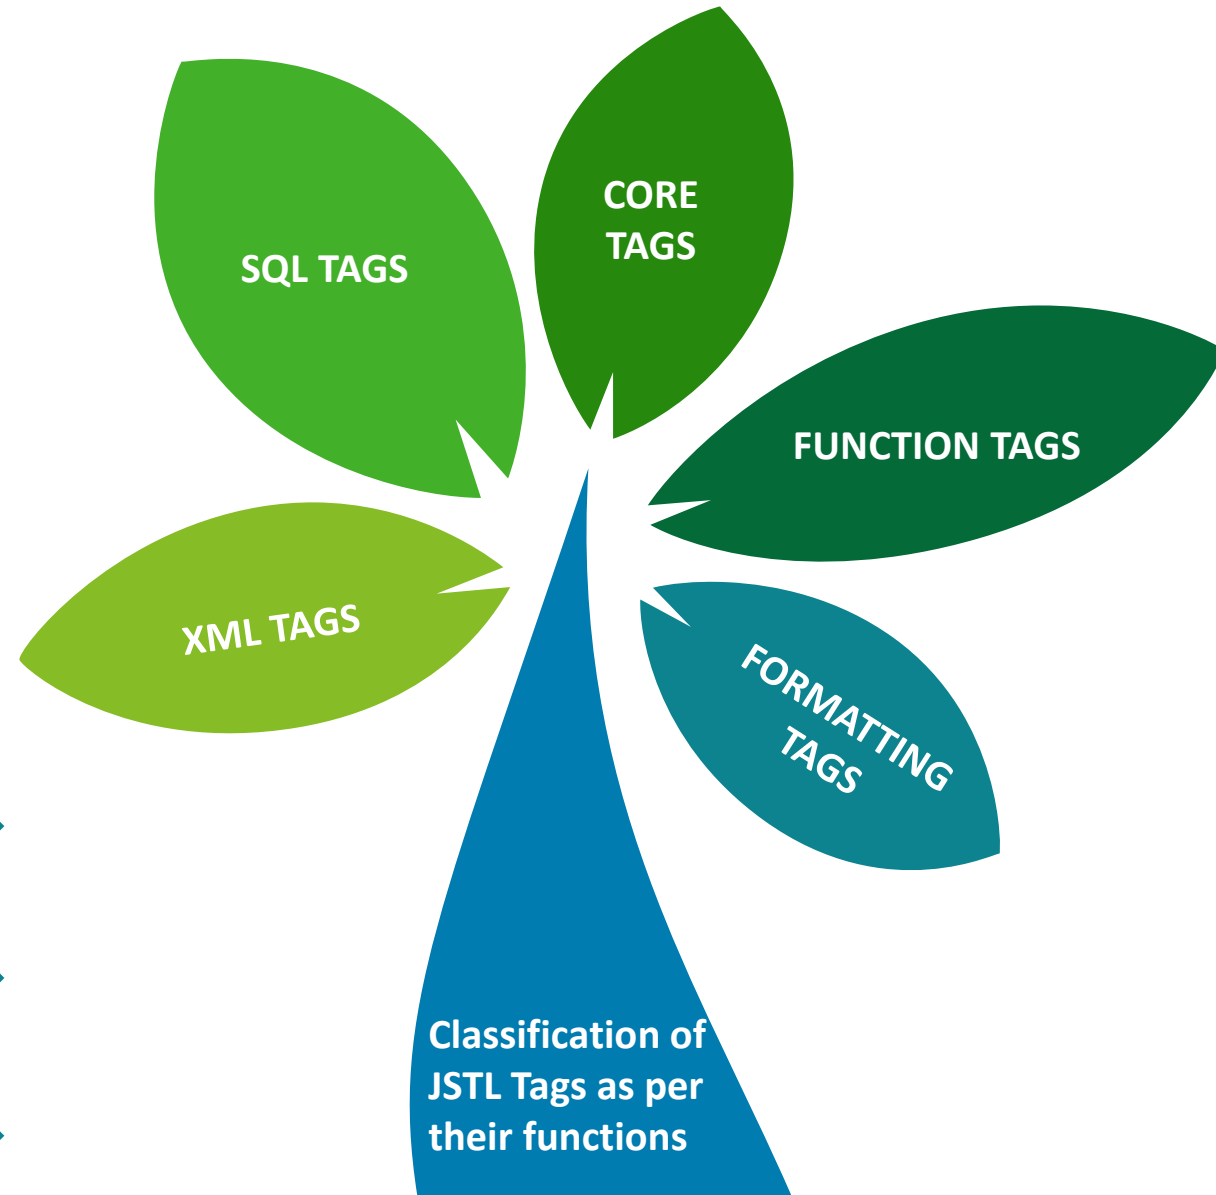 CORE
TAGS
SQL TAGS
FUNCTION TAGS
XML TAGS
FORMATTING
TAGS
Classification of
JSTL Tags as per
their functions